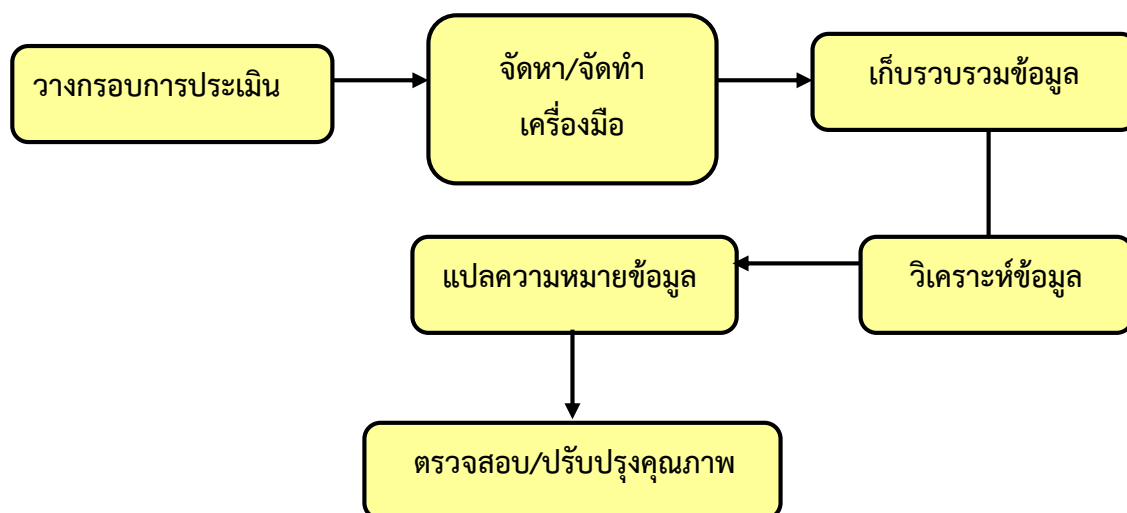 วางกรอบการประเมิน
จัดหา/จัดทำ
เครื่องมือ
เก็บรวบรวมข้อมูล
วิเคราะห์ข้อมูล
แปลความหมายข้อมูล
ตรวจสอบ/ปรับปรุงคุณภาพ